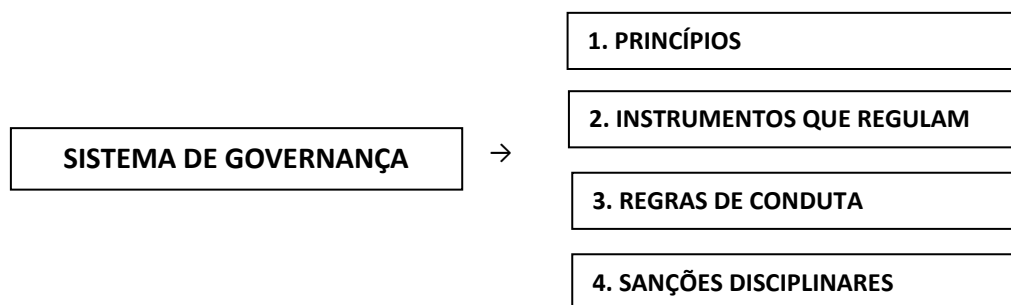 1. PRINCÍPIOS
2. INSTRUMENTOS QUE REGULAM
SISTEMA DE GOVERNANÇA →
3. REGRAS DE CONDUTA
4. SANÇÕES DISCIPLINARES